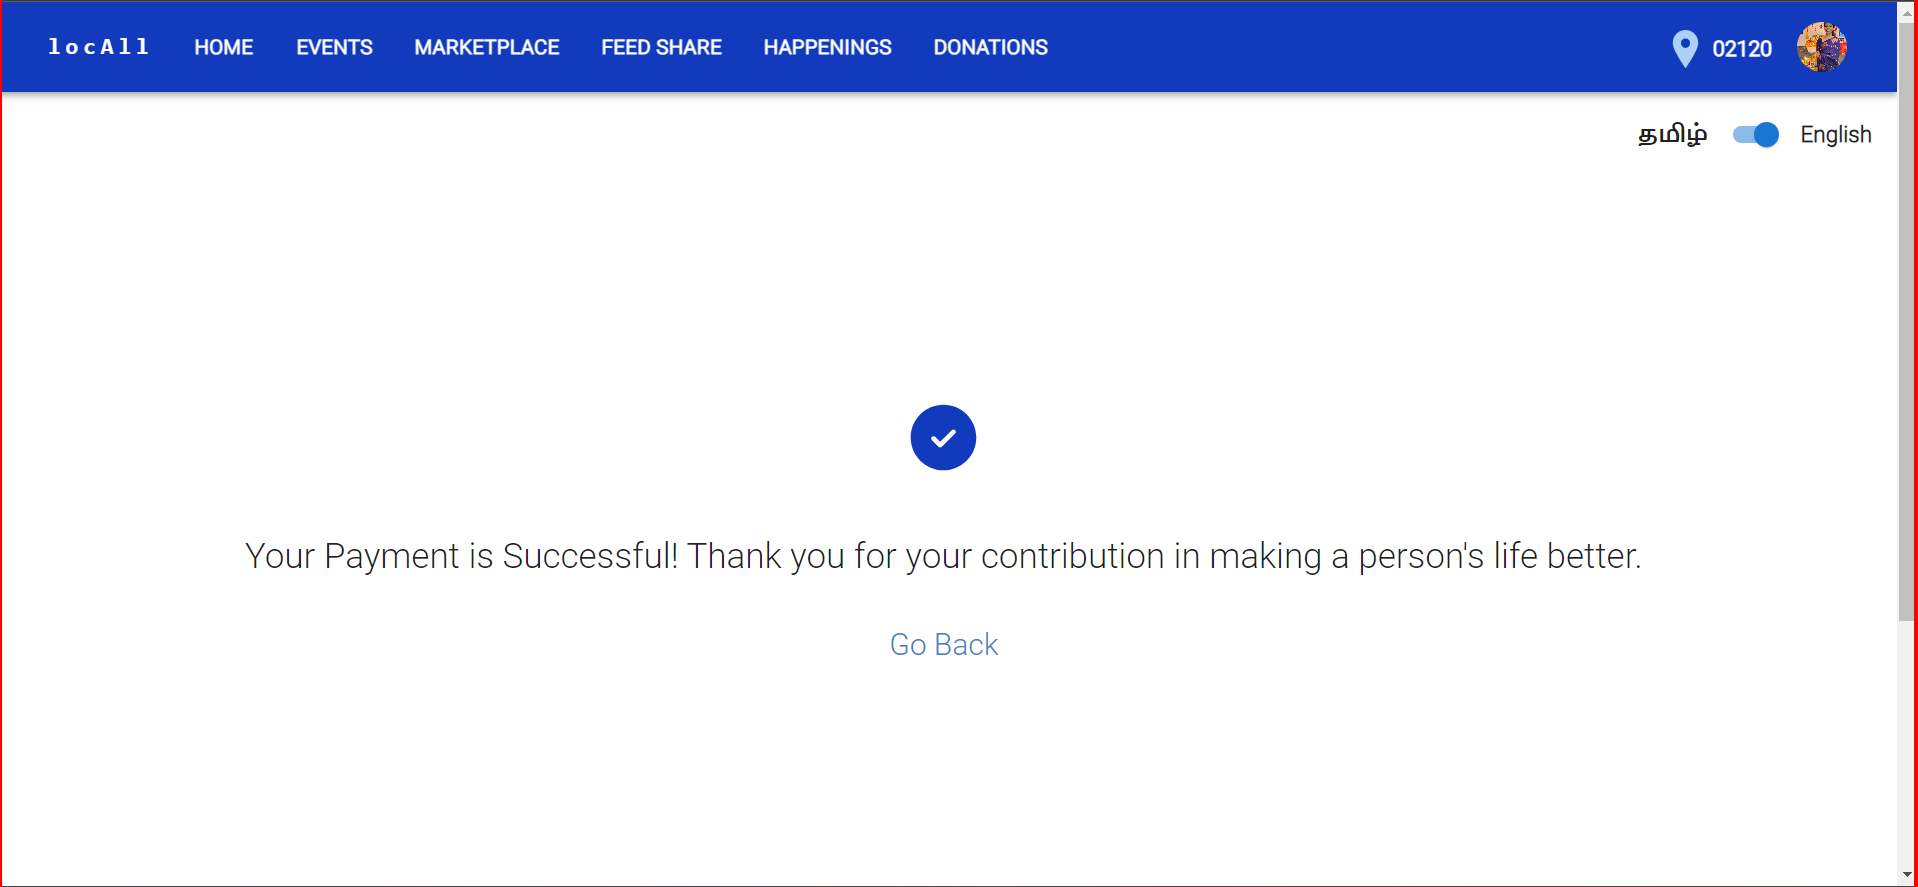 locAll HOME EVENTS MARKETPLACE FEED SHARE HAPPENINGS DONATIONS 02120
தமிழ் English
Your Payment is Successful! Thank you for your contribution in making a person's life better.
Go Back